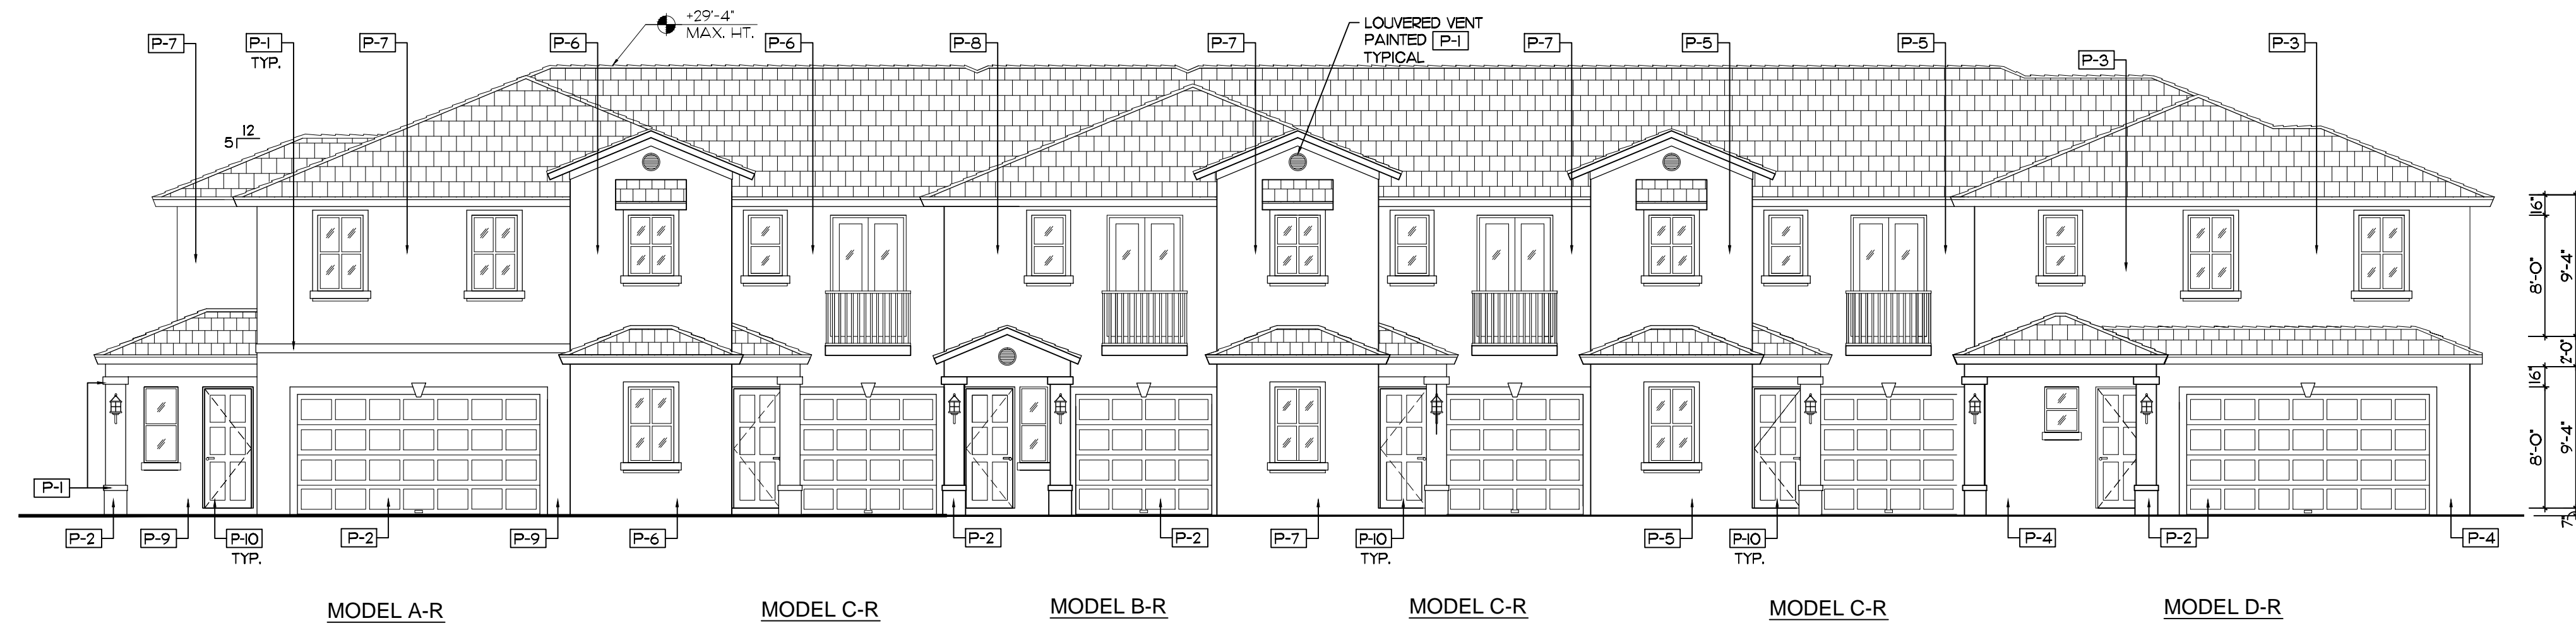 +29'-4"
MAX. HT.
LOUVERED VENT
PAINTED P-1
TYPICAL
P-7
P-1
TYP.
P-7
P-6
P-6
P-8
P-7
P-7
P-5
P-5
P-3
P-3
12
5
16"
8'-0"
9'-4"
2'-0"
16"
8'-0"
9'-4"
7"
P-1
P-2
P-9
P-10
TYP.
P-2
P-9
P-6
P-2
P-2
P-7
P-10
TYP.
P-5
P-10
TYP.
P-4
P-2
P-4
MODEL A-R
MODEL C-R
MODEL B-R
MODEL C-R
MODEL C-R
MODEL D-R